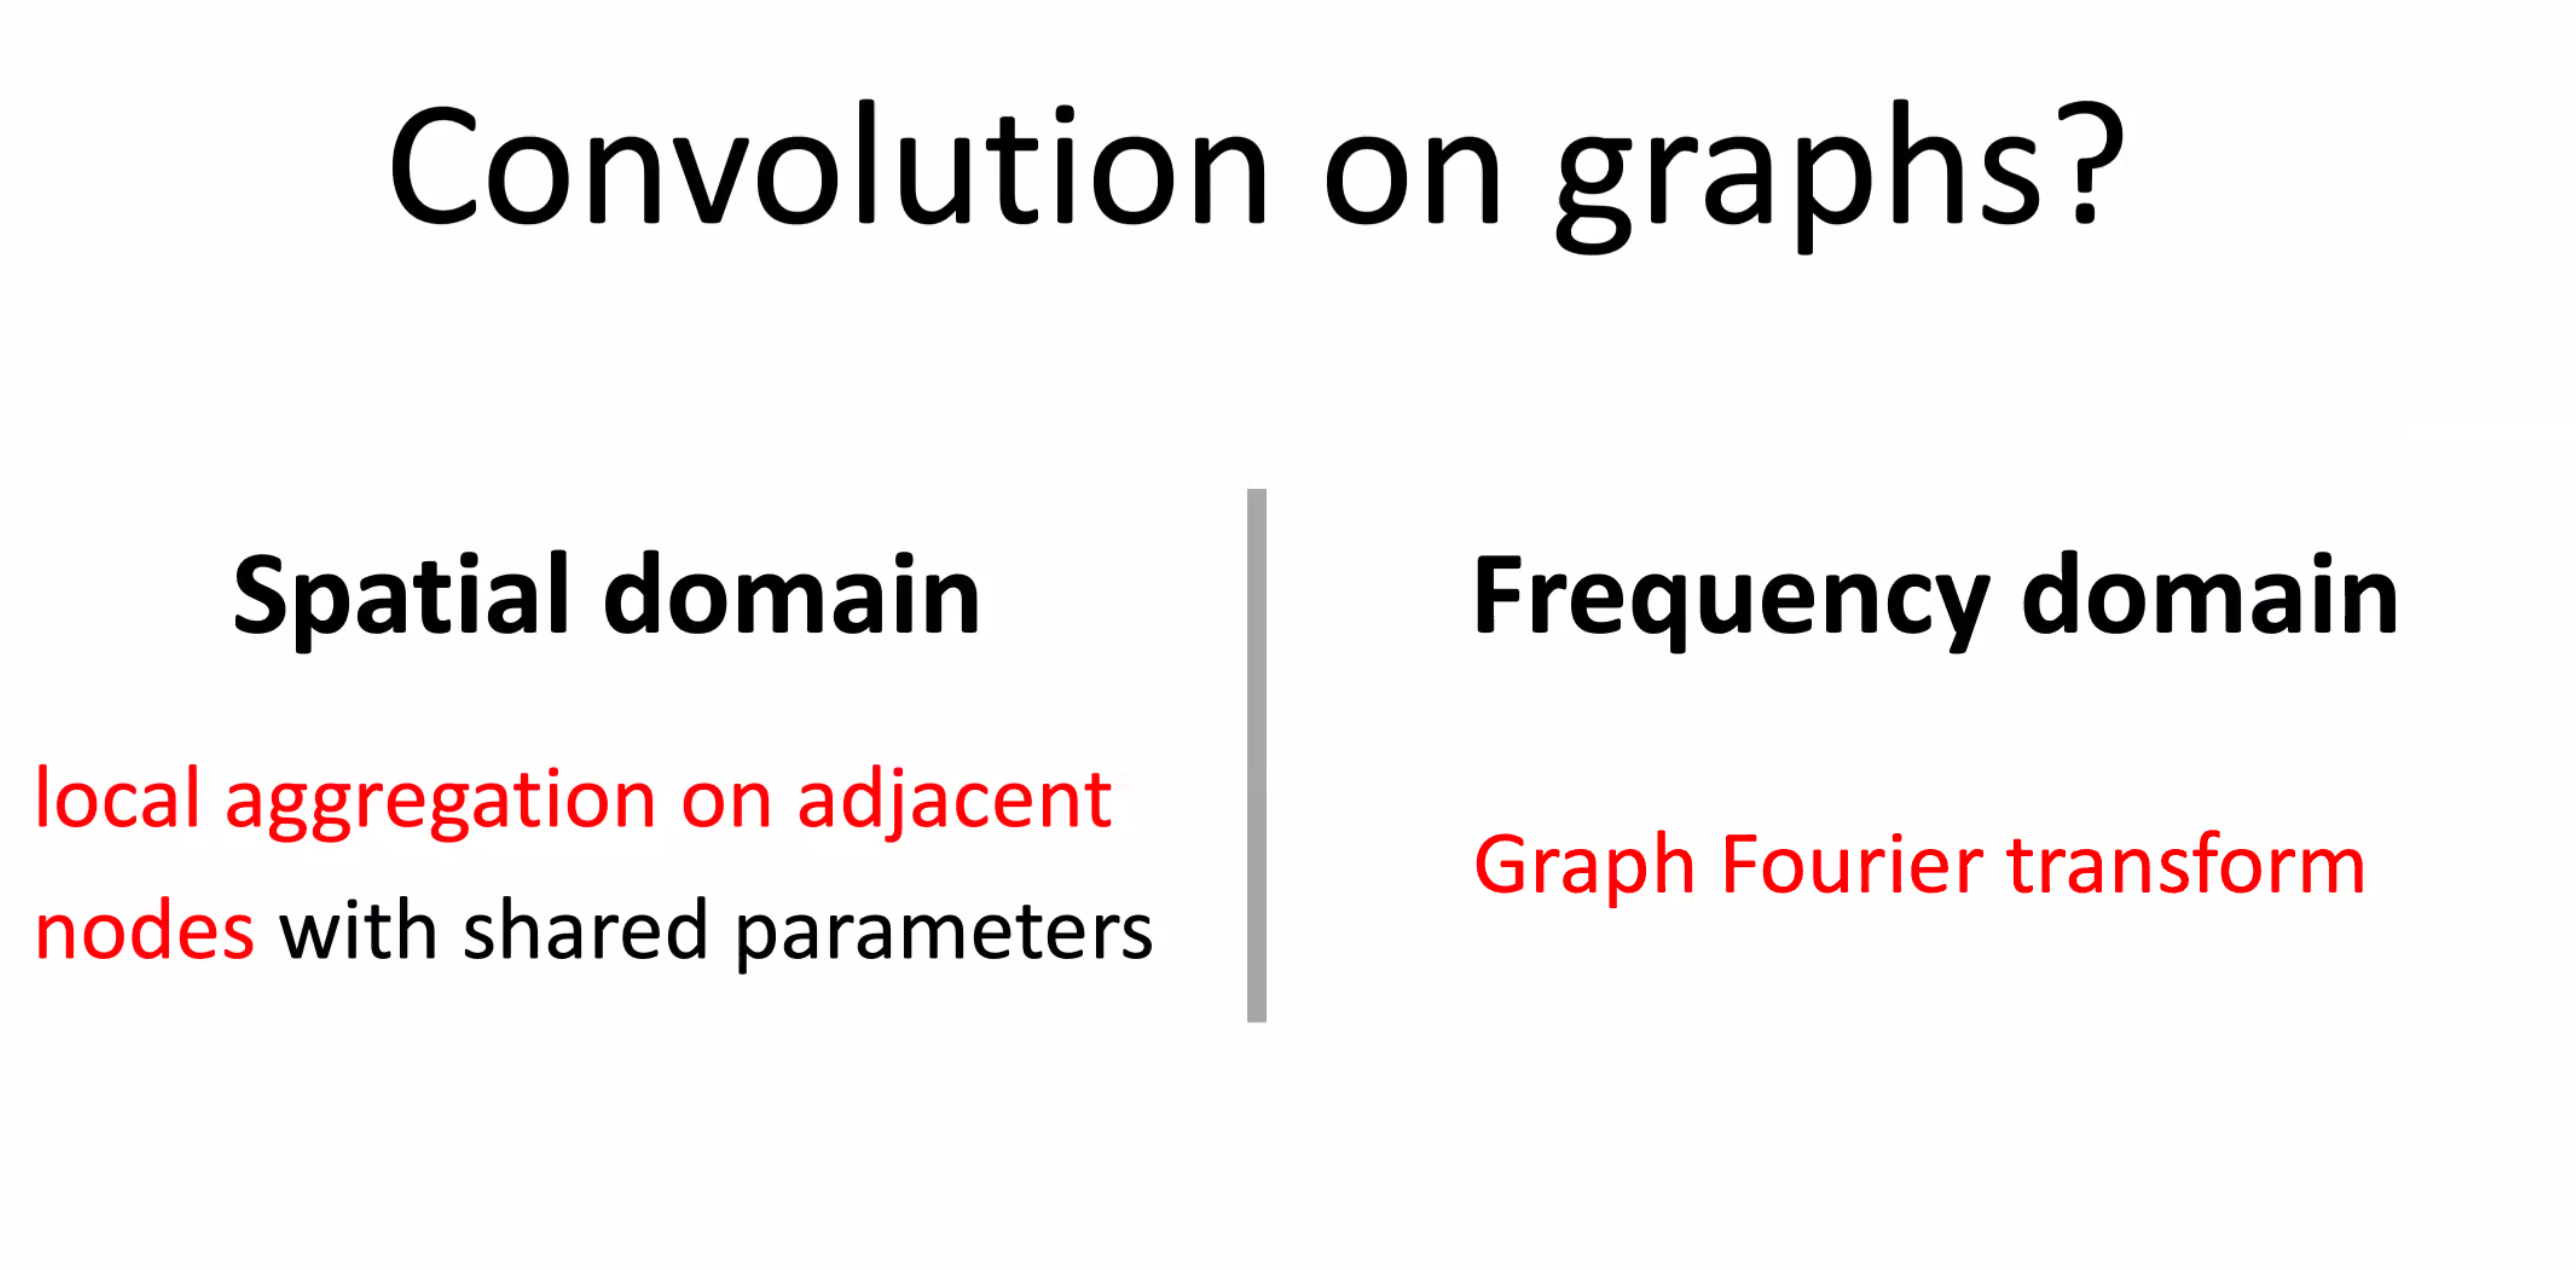 Convolution on graphs?
Spatial domain
local aggregation on adjacent
nodes with shared parameters
Frequency domain
Graph Fourier transform